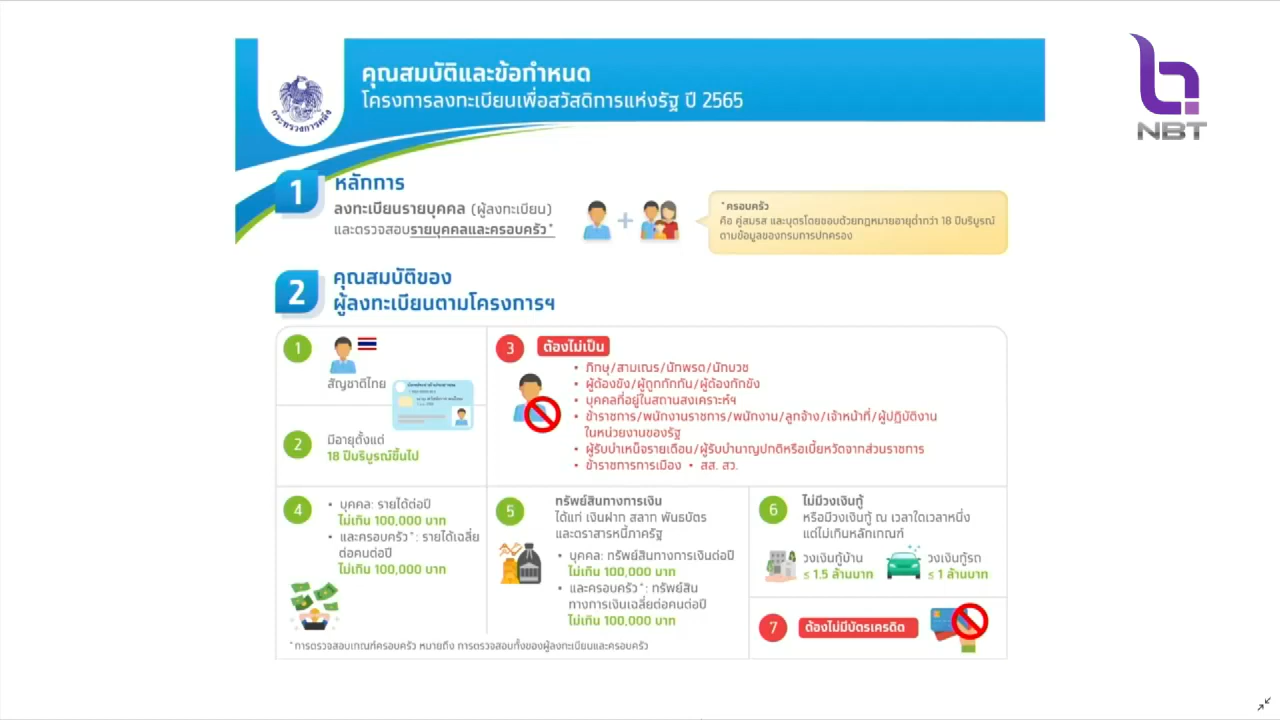 คุณสมบัติและข้อกำหนด
โครงการลงทะเบียนเพื่อสวัสดิการแห่งรัฐ ปี 2565
กระทรวงการคลัง
NBT
1
หลักการ
ลงทะเบียนรายบุคคล (ผู้ลงทะเบียน)
และตรวจสอบรายบุคคลและครอบครัว*
+
*ครอบครัว
คือ คู่สมรส และบุตรโดยชอบด้วยกฎหมายอายุต่ำกว่า 18 ปีบริบูรณ์
ตามข้อมูลของกรมการปกครอง
2
คุณสมบัติของ
ผู้ลงทะเบียนตามโครงการฯ
1
สัญชาติไทย
2
มีอายุตั้งแต่
18 ปีบริบูรณ์ขึ้นไป
3
ต้องไม่เป็น
• ภิกษุ/สามเณร/นักพรต/นักบวช
• ผู้ต้องขัง/ผู้ถูกกักกัน/ผู้ต้องกักขัง
• บุคคลที่อยู่ในสถานสงเคราะห์ฯ
• ข้าราชการ/พนักงานราชการ/พนักงาน/ลูกจ้าง/เจ้าหน้าที่/ผู้ปฏิบัติงาน
ในหน่วยงานของรัฐ
• ผู้รับบำเหน็จรายเดือน/ผู้รับบำนาญปกติหรือเบี้ยหวัดจากส่วนราชการ
• ข้าราชการการเมือง • สส. สว.
4
• บุคคล: รายได้ต่อปี
ไม่เกิน 100,000 บาท
• และครอบครัว*: รายได้เฉลี่ย
ต่อคนต่อปี
ไม่เกิน 100,000 บาท
5
ทรัพย์สินทางการเงิน
ได้แก่ เงินฝาก สลาก พันธบัตร
และตราสารหนี้ภาครัฐ
• บุคคล: ทรัพย์สินทางการเงินต่อปี
ไม่เกิน 100,000 บาท
• และครอบครัว*: ทรัพย์สิน
ทางการเงินเฉลี่ยต่อคนต่อปี
ไม่เกิน 100,000 บาท
6
ไม่มีวงเงินกู้
หรือมีวงเงินกู้ ณ เวลาใดเวลาหนึ่ง
แต่ไม่เกินหลักเกณฑ์
วงเงินกู้บ้าน
≤ 1.5 ล้านบาท
วงเงินกู้รถ
≤ 1 ล้านบาท
7
ต้องไม่มีบัตรเครดิต
*การตรวจสอบเกณฑ์ครอบครัว หมายถึง การตรวจสอบทั้งของผู้ลงทะเบียนและครอบครัว